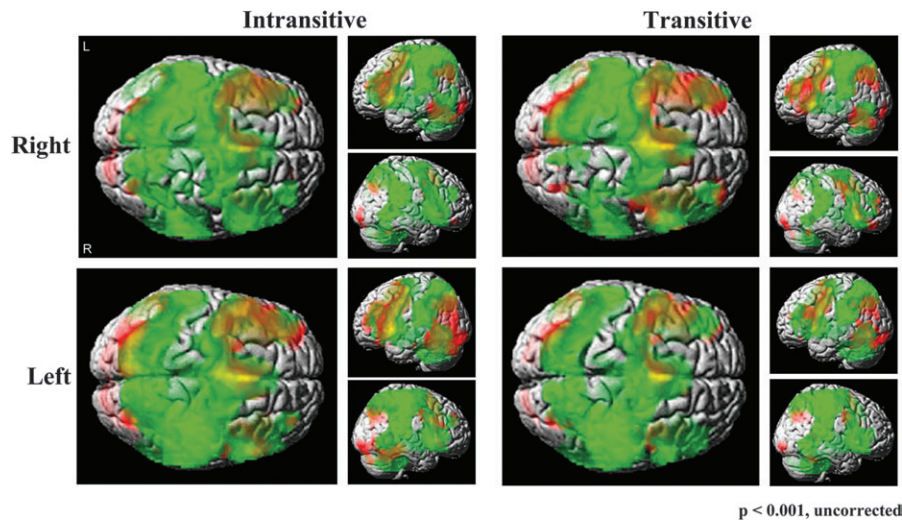 Intransitive
Transitive
L
Right
R
Left
p < 0.001, uncorrected